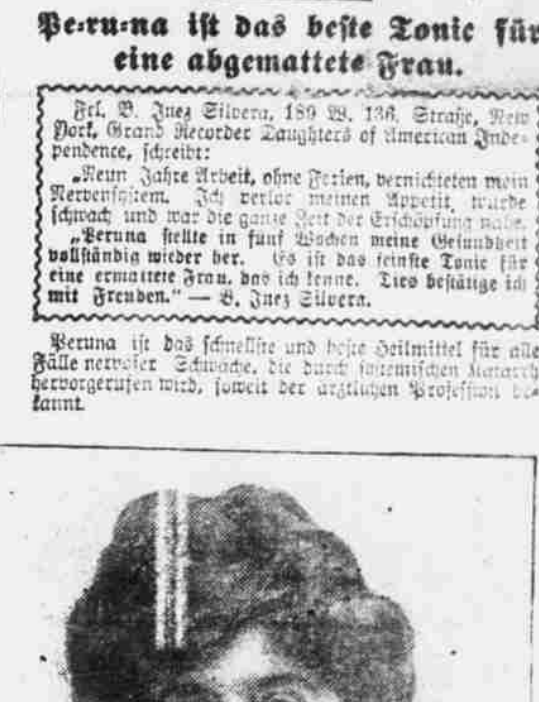 Pe-ru-na ist das beste Tonic für
eine abgemattete Frau.
Frl. B. Inez Silvera, 189 W. 136. Straße, New
York, Grand Recorder Daughters of American Inde-
pendence, schreibt:
„Neun Jahre Arbeit, ohne Ferien, vernichteten mein
Nervensystem. Ich verlor meinen Appetit, wurde
schwach und war die ganze Zeit der Erschöpfung nahe.
„Peruna stellte in fünf Wochen meine Gesundheit
vollständig wieder her. Es ist das feinste Tonic für
eine ermattete Frau, das ich kenne. Dies bestätige ich
mit Freuden.“ — B. Inez Silvera.
Peruna ist das schnellste und beste Heilmittel für alle
Fälle nervöser Schwäche, die durch systemischen Katarrh
hervorgerufen wird, soweit der ärztlichen Profession be-
kannt.